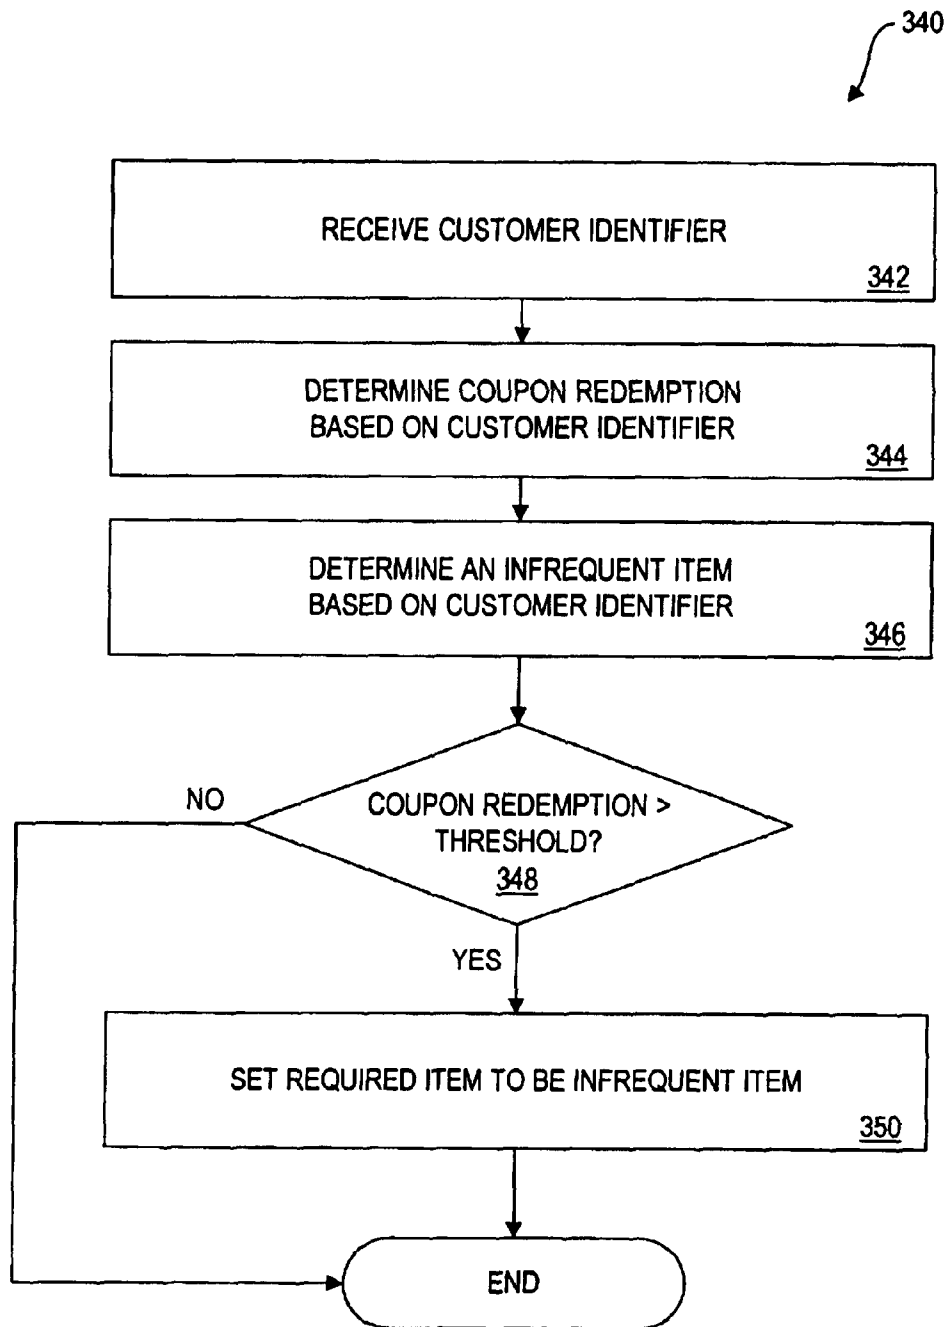 340
RECEIVE CUSTOMER IDENTIFIER
342
DETERMINE COUPON REDEMPTION
BASED ON CUSTOMER IDENTIFIER
344
DETERMINE AN INFREQUENT ITEM
BASED ON CUSTOMER IDENTIFIER
346
NO
COUPON REDEMPTION >
THRESHOLD?
348
YES
SET REQUIRED ITEM TO BE INFREQUENT ITEM
350
END